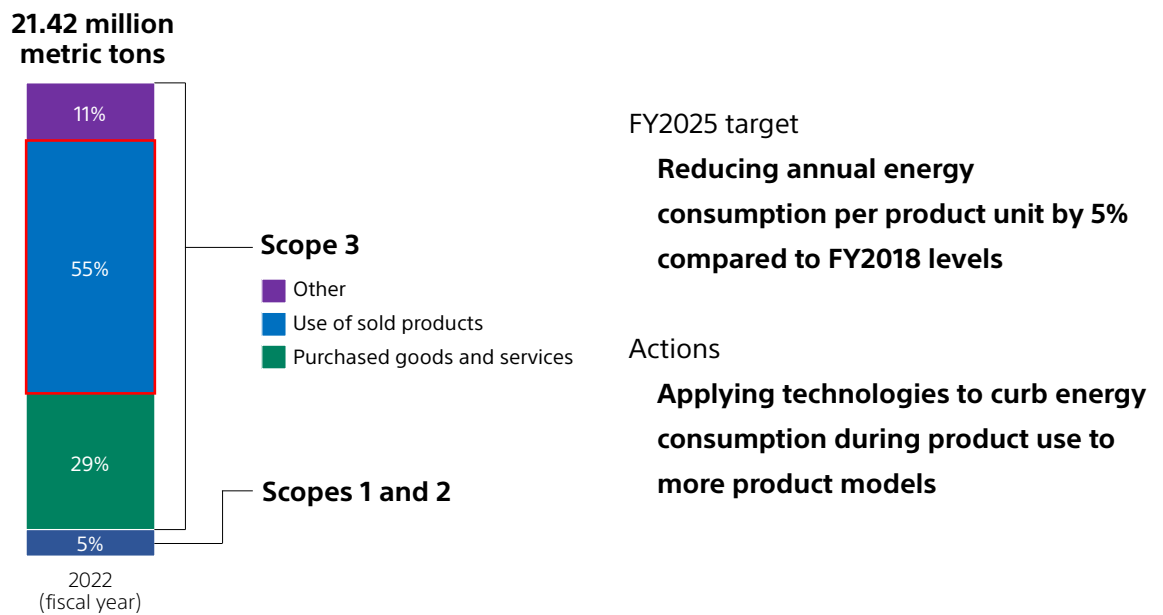 21.42 million
metric tons
11%
55%
29%
5%
2022
(fiscal year)
Scope 3
Other
Use of sold products
Purchased goods and services
Scopes 1 and 2
FY2025 target
Reducing annual energy
consumption per product unit by 5%
compared to FY2018 levels
Actions
Applying technologies to curb energy
consumption during product use to
more product models